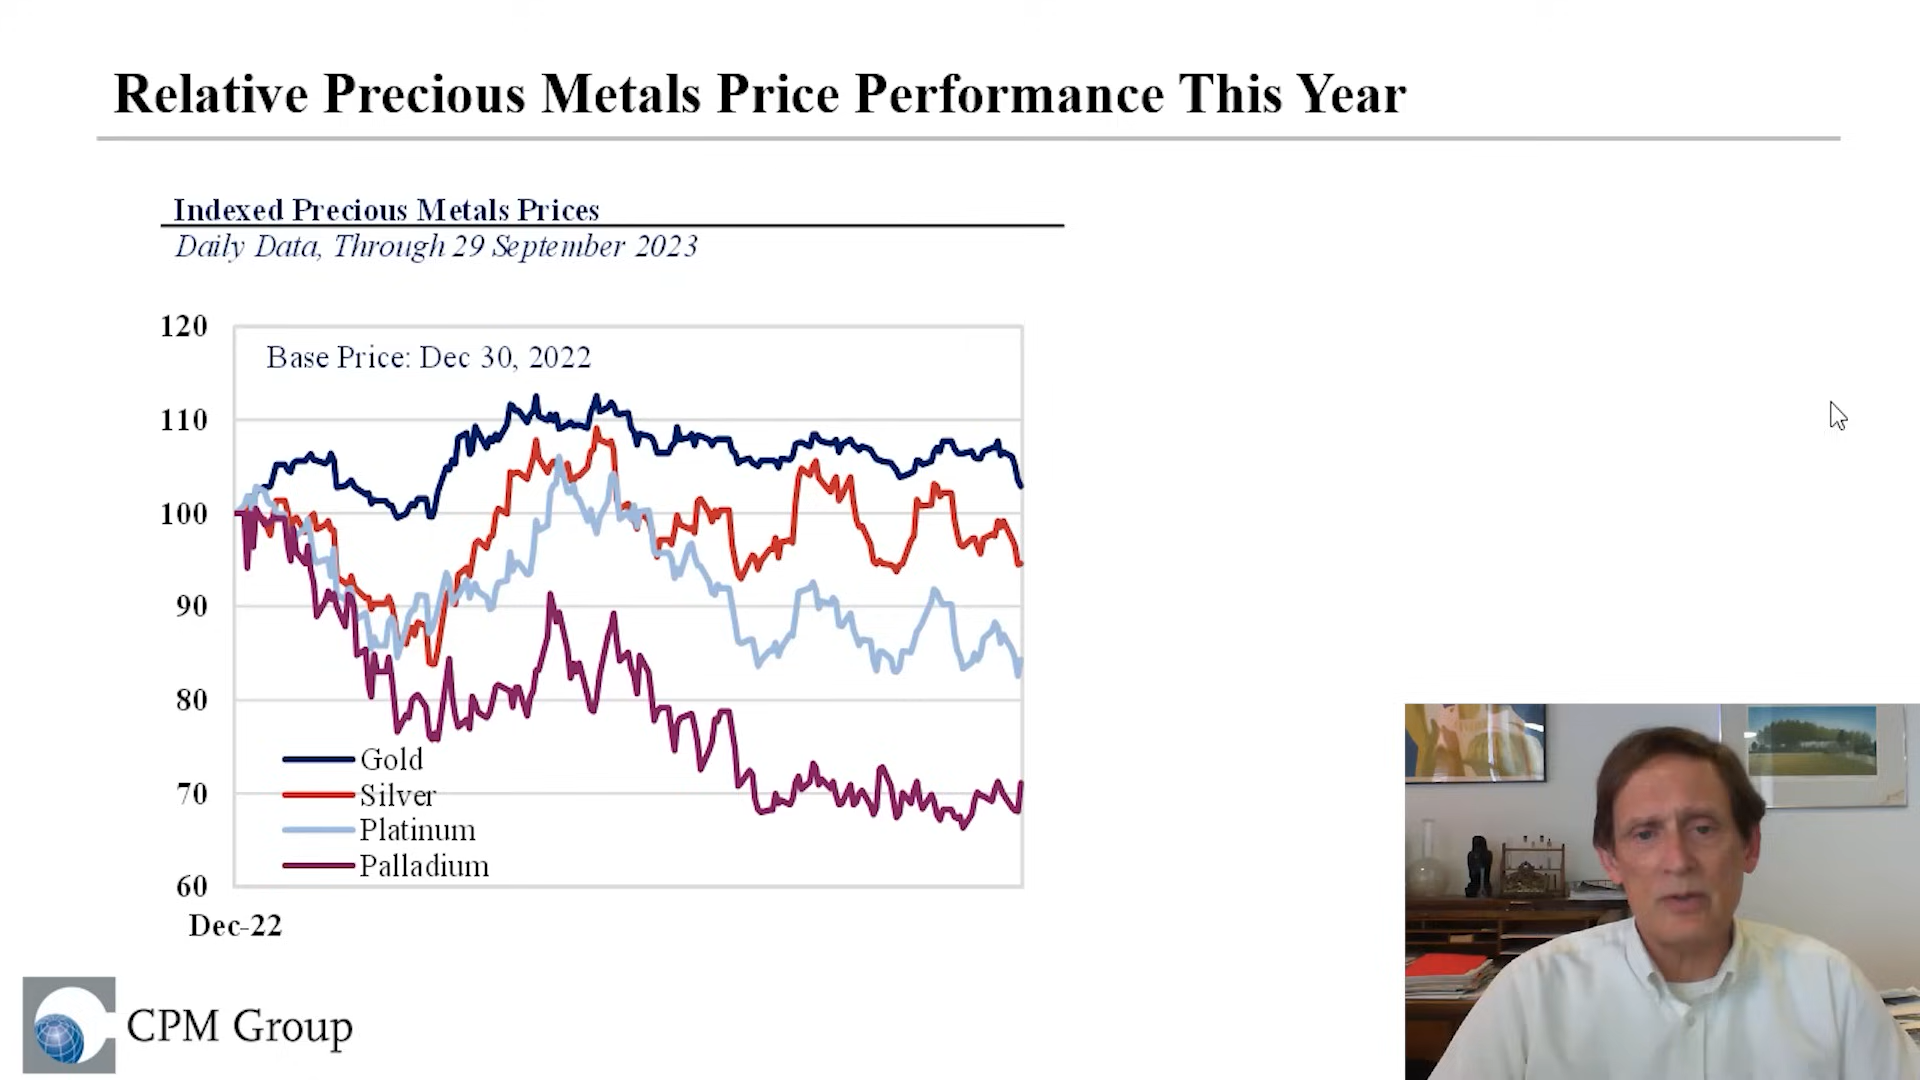 Relative Precious Metals Price Performance This Year
Indexed Precious Metals Prices
Daily Data, Through 29 September 2023
120
Base Price: Dec 30, 2022
110
100
90
80
Gold
70
Silver
Platinum
Palladium
60
Dec-22
CPM Group